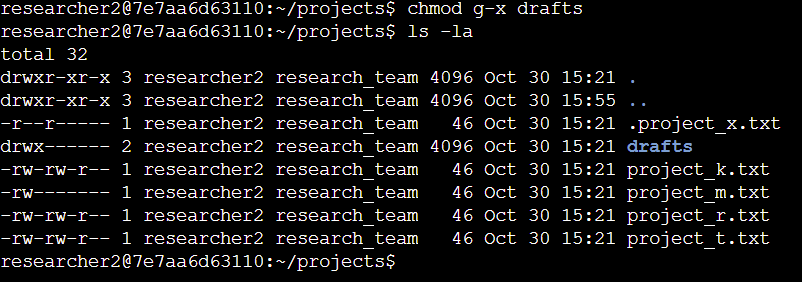 researcher2@7e7aa6d63110:~/projects$ chmod g-x drafts
researcher2@7e7aa6d63110:~/projects$ ls -la
total 32
drwxr-xr-x 3 researcher2 research_team 4096 Oct 30 15:21 .
drwxr-xr-x 3 researcher2 research_team 4096 Oct 30 15:55 ..
-r--r----- 1 researcher2 research_team   46 Oct 30 15:21 .project_x.txt
drwx------ 2 researcher2 research_team 4096 Oct 30 15:21 drafts
-rw-rw-r-- 1 researcher2 research_team   46 Oct 30 15:21 project_k.txt
-rw------- 1 researcher2 research_team   46 Oct 30 15:21 project_m.txt
-rw-rw-r-- 1 researcher2 research_team   46 Oct 30 15:21 project_r.txt
-rw-rw-r-- 1 researcher2 research_team   46 Oct 30 15:21 project_t.txt
researcher2@7e7aa6d63110:~/projects$